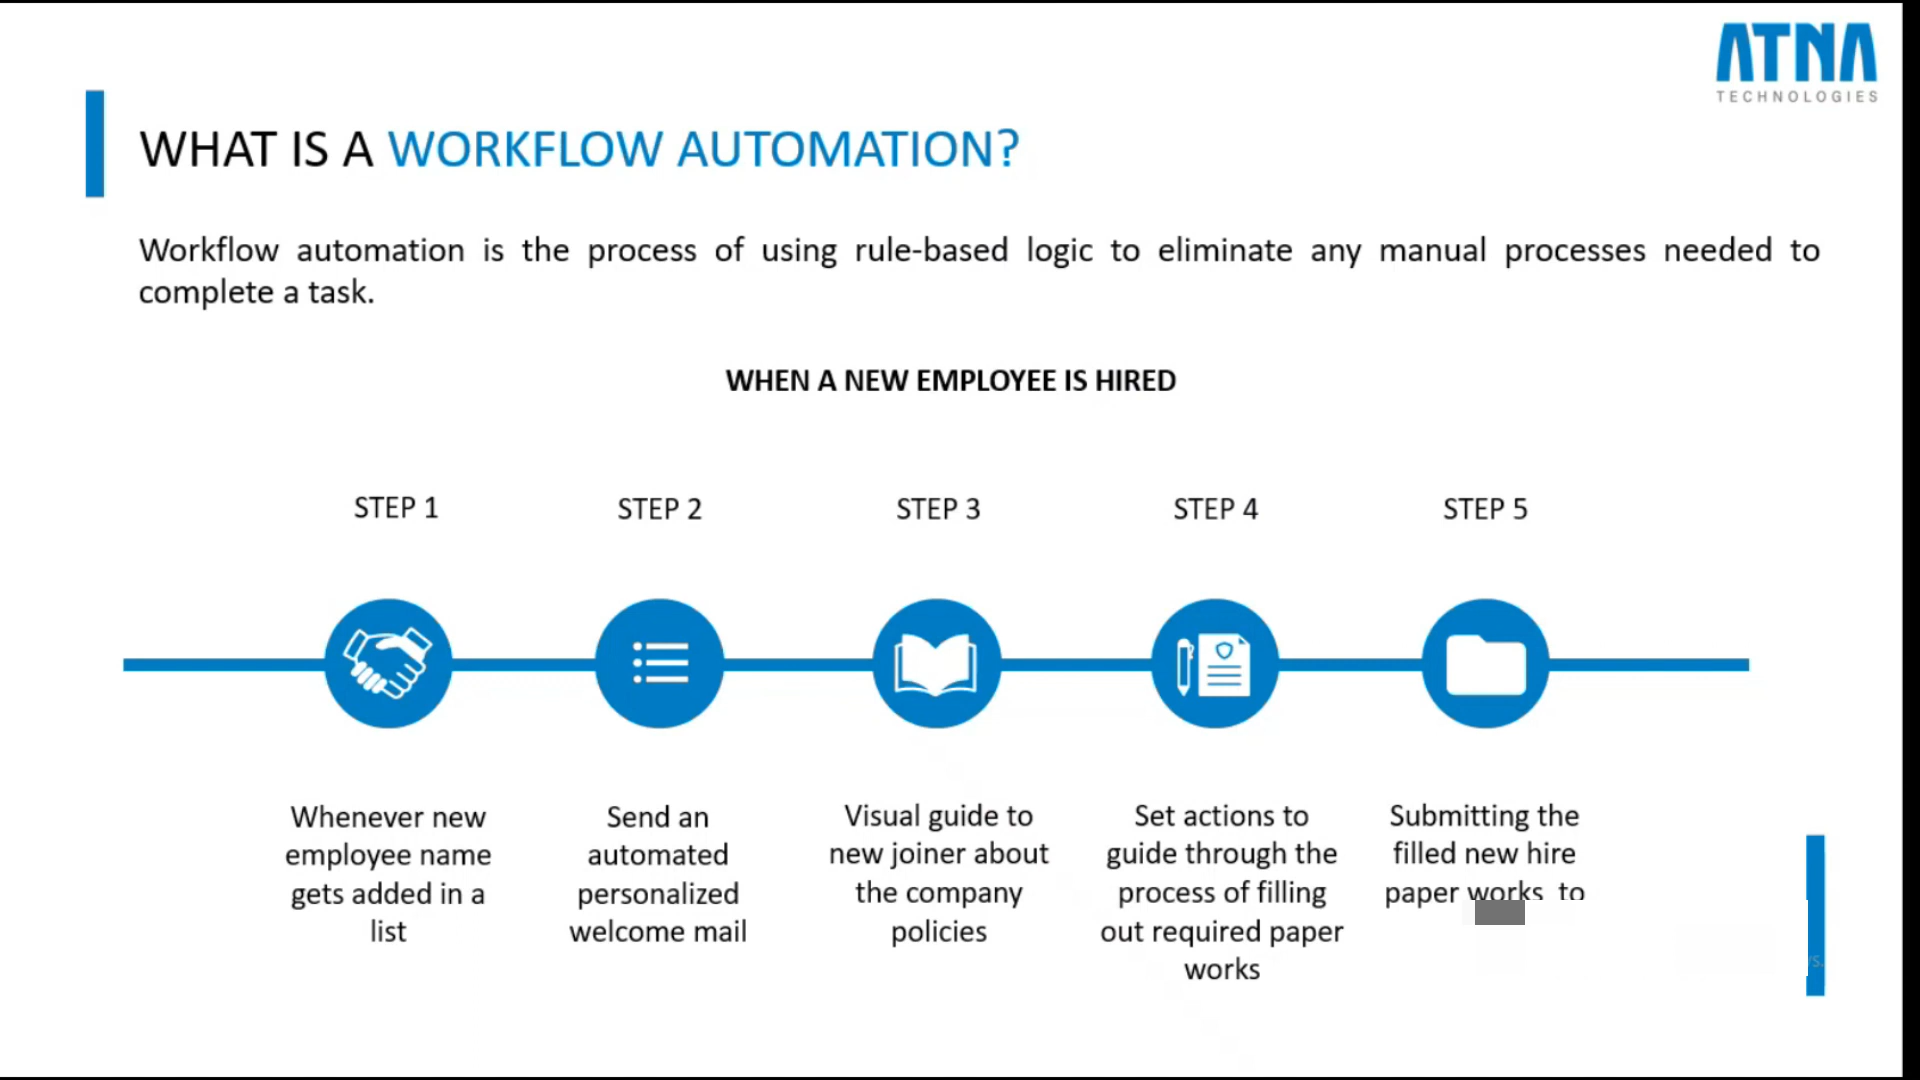 ATNA
TECHNOLOGIES
WHAT IS A WORKFLOW AUTOMATION?
Workflow automation is the process of using rule-based logic to eliminate any manual processes needed to
complete a task.
WHEN A NEW EMPLOYEE IS HIRED
STEP 1
STEP 2
STEP 3
STEP 4
STEP 5
Whenever new
employee name
gets added in a
list
Send an
automated
personalized
welcome mail
Visual guide to
new joiner about
the company
policies
Set actions to
guide through the
process of filling
out required paper
works
Submitting the
filled new hire
paper works to